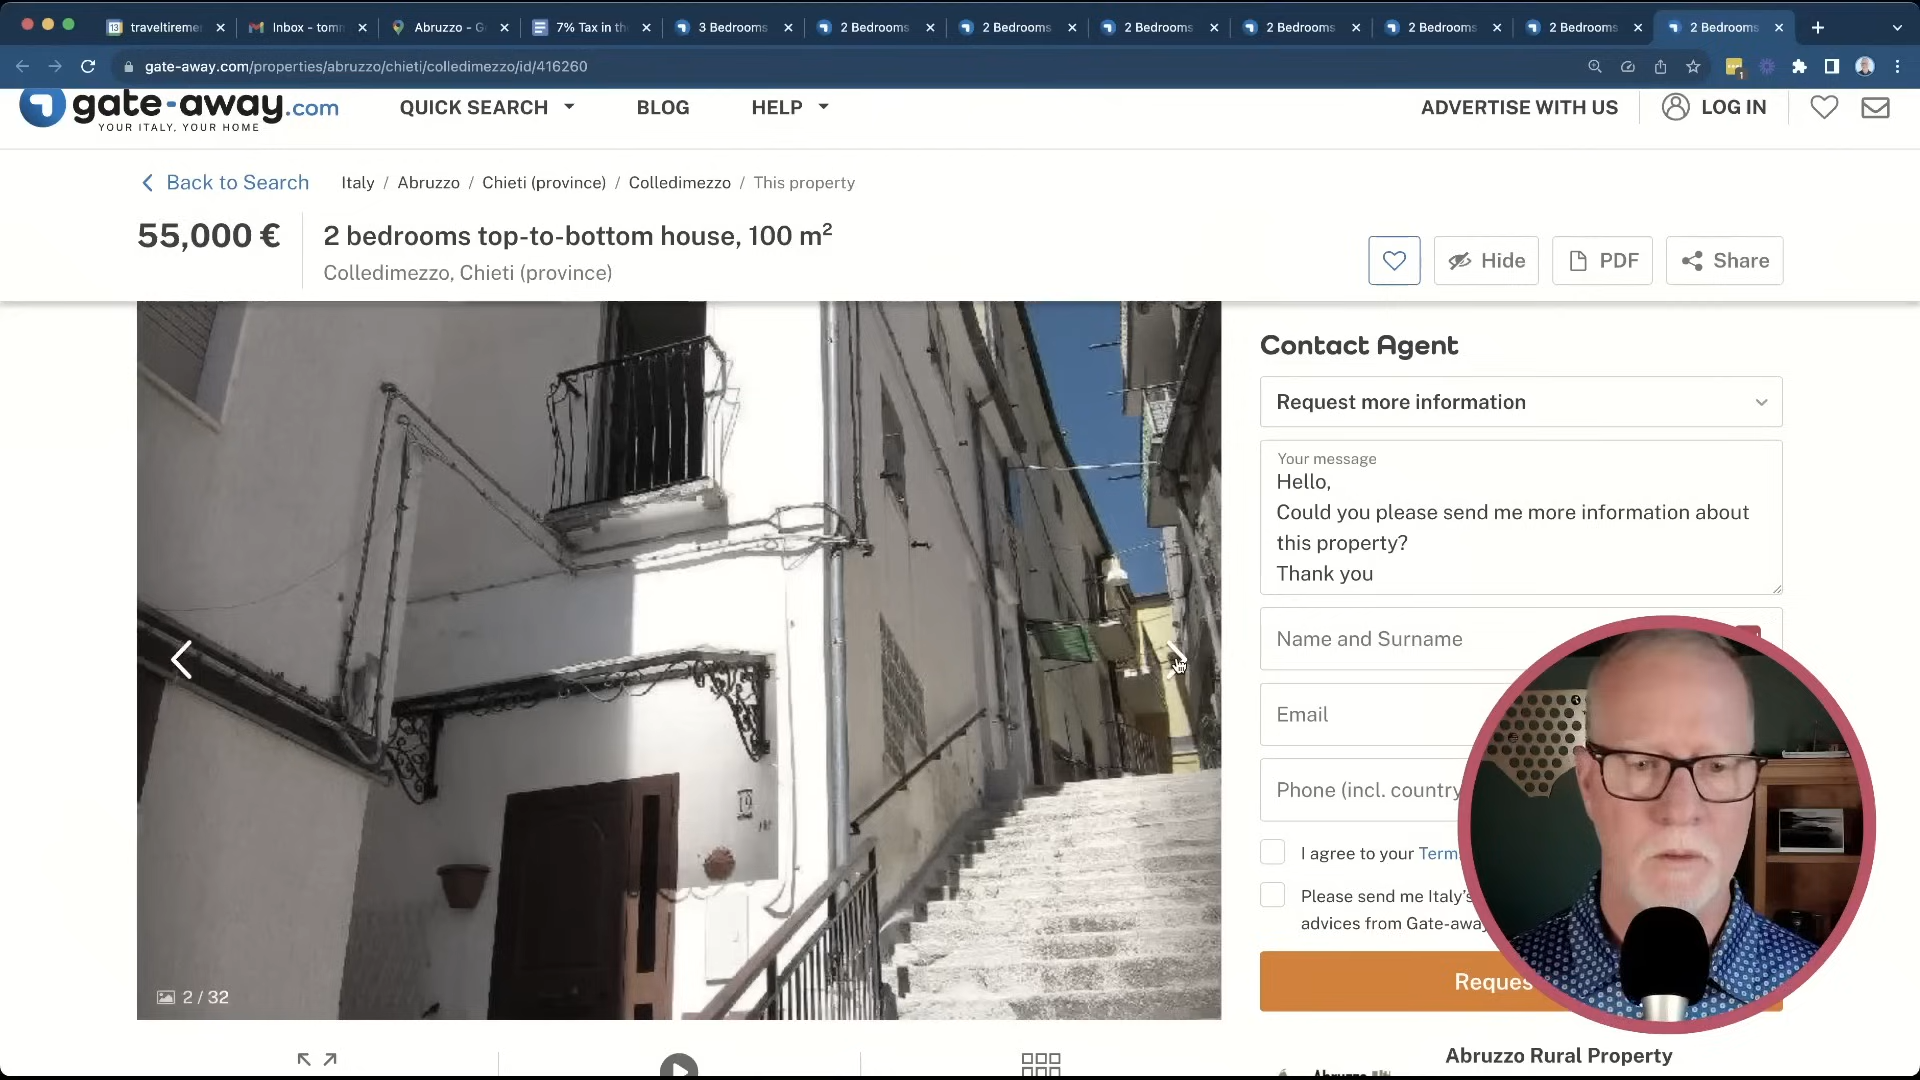 traveltireme
Inbox - tom
Abruzzo - G
7% Tax in th
3 Bedrooms
2 Bedrooms
2 Bedrooms
2 Bedrooms
2 Bedrooms
2 Bedrooms
2 Bedrooms
2 Bedrooms
gate-away.com/properties/abruzzo/chieti/colledimezzo/id/416260
gate-away.com
YOUR ITALY, YOUR HOME
QUICK SEARCH
BLOG
HELP
ADVERTISE WITH US
LOG IN
Back to Search
Italy / Abruzzo / Chieti (province) / Colledimezzo / This property
55,000 €
2 bedrooms top-to-bottom house, 100 m²
Colledimezzo, Chieti (province)
Hide
PDF
Share
Contact Agent
Request more information
Your message
Hello,
Could you please send me more information about
this property?
Thank you
Name and Surname
Email
Phone (incl. country
I agree to your Term
Please send me Italy's
advices from Gate-away
Reques
19
2 / 32
Abruzzo Rural Property
Abruzzo